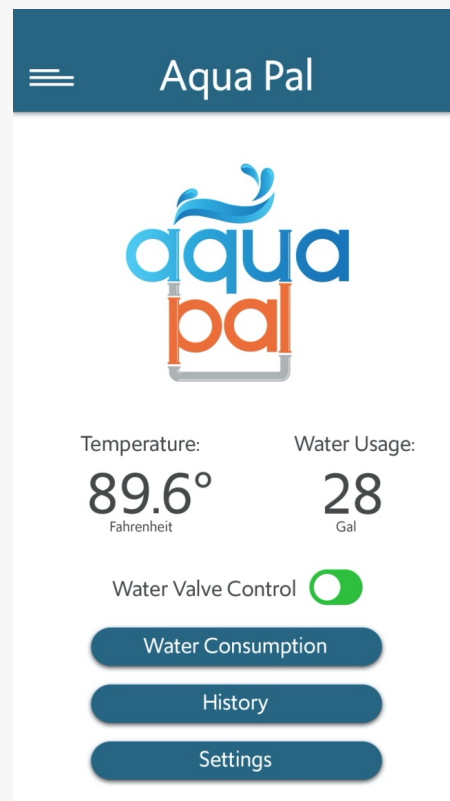 Aqua Pal
aqua
pal
Temperature: Water Usage:
89.6° 28
Fahrenheit Gal
Water Valve Control
Water Consumption
History
Settings